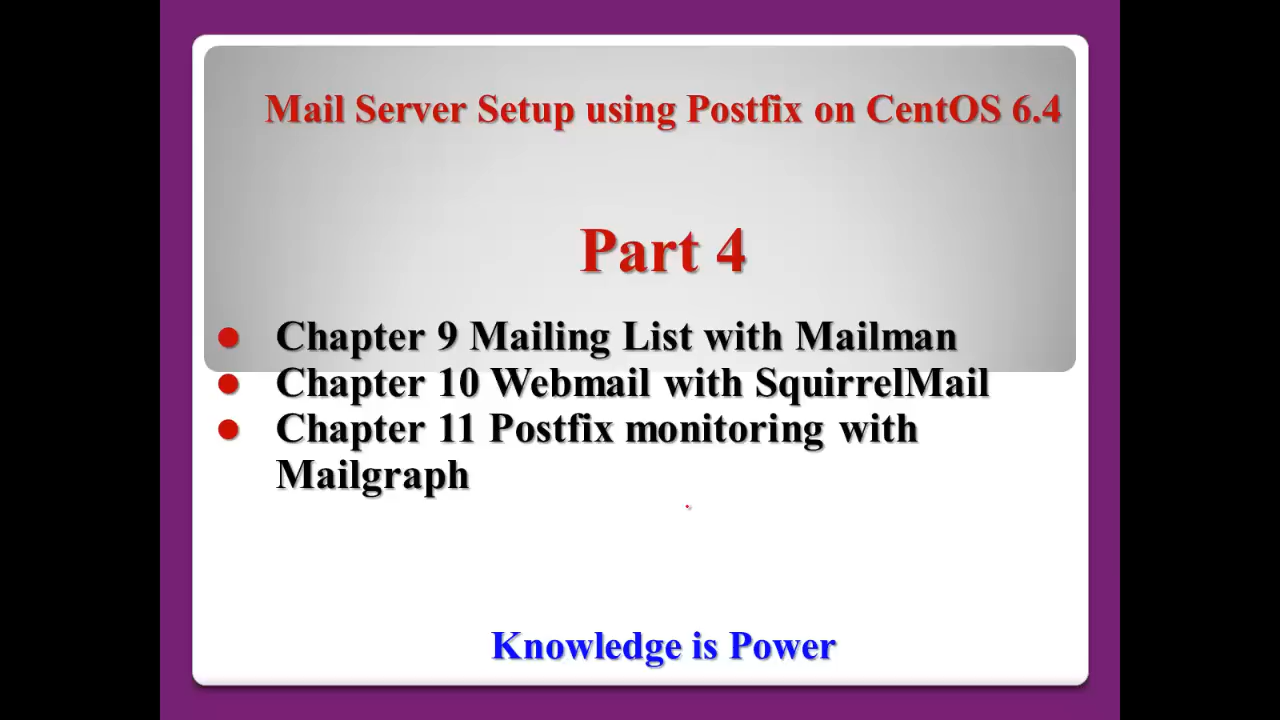 Mail Server Setup using Postfix on CentOS 6.4
Part 4
Chapter 9 Mailing List with Mailman
Chapter 10 Webmail with SquirrelMail
Chapter 11 Postfix monitoring with
Mailgraph
Knowledge is Power